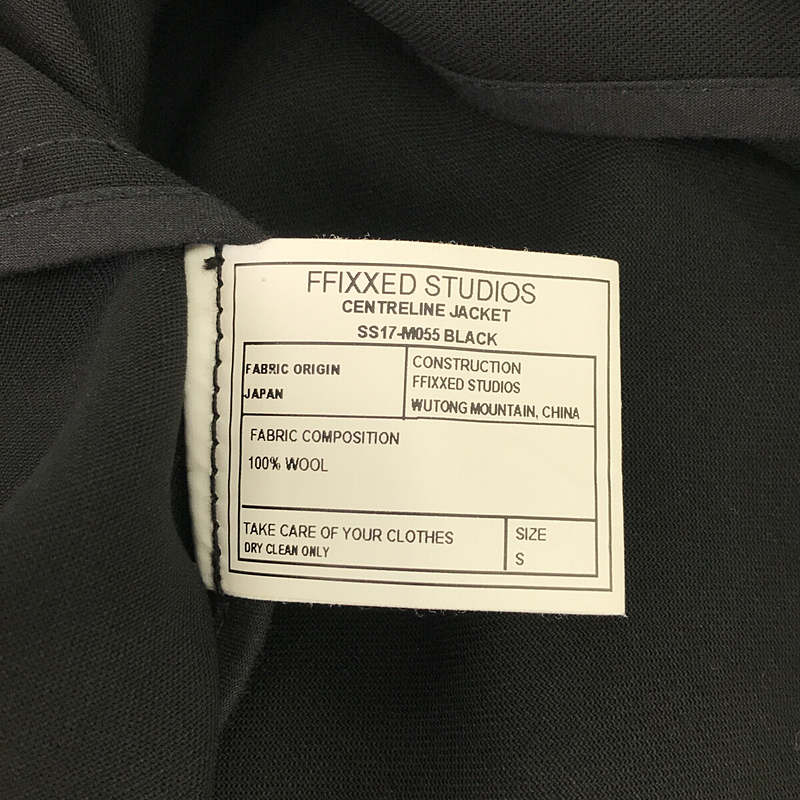 FFIXXED STUDIOS
CENTRELINE JACKET
SS17-M055 BLACK
FABRIC ORIGIN
JAPAN
CONSTRUCTION
FFIXXED STUDIOS
WUTONG MOUNTAIN, CHINA
FABRIC COMPOSITION
100% WOOL
TAKE CARE OF YOUR CLOTHES
DRY CLEAN ONLY
SIZE
S